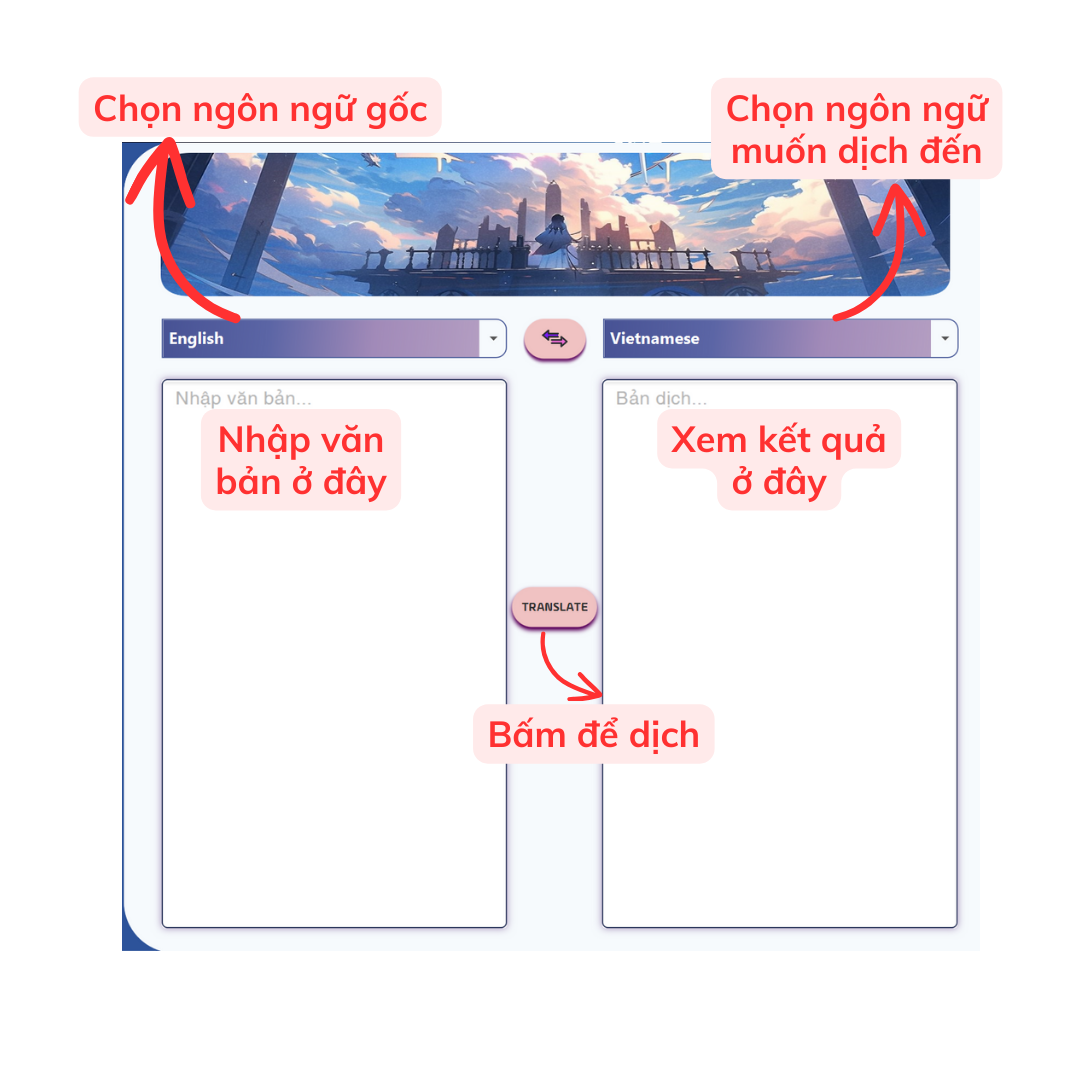 Chọn ngôn ngữ gốc
Chọn ngôn ngữ
muốn dịch đến
English
Vietnamese
Nhập văn bản...
Bản dịch...
Nhập văn
bản ở đây
Xem kết quả
ở đây
TRANSLATE
Bấm để dịch